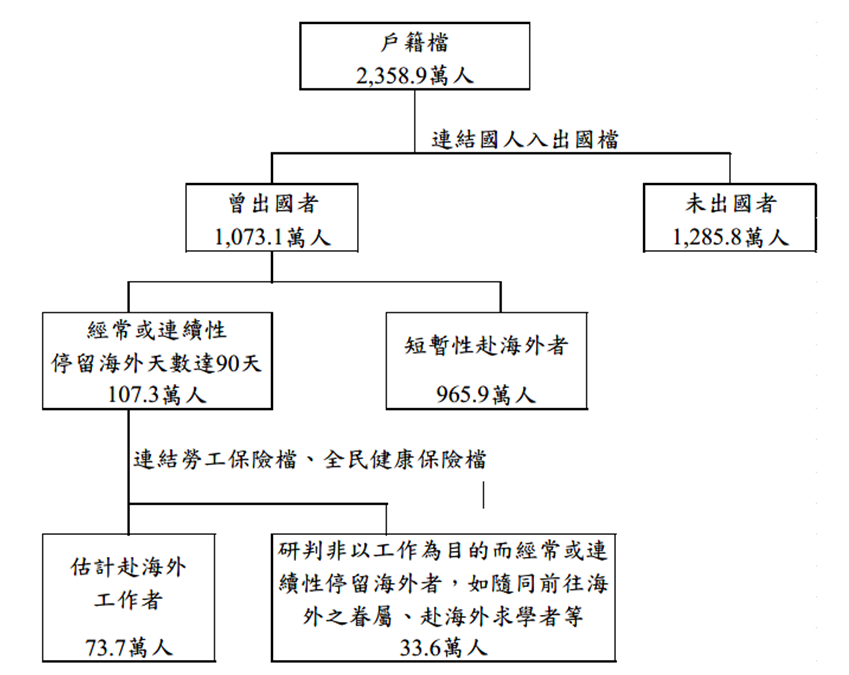 戶籍檔
2,358.9萬人
連結國人入出國檔
曾出國者
1,073.1萬人
未出國者
1,285.8萬人
經常或連續性
停留海外天數達90天
107.3萬人
短暫性赴海外者
965.9萬人
連結勞工保險檔、全民健康保險檔
估計赴海外
工作者
73.7萬人
研判非以工作為目的而經常或連
續性停留海外者，如隨同前往海
外之眷屬、赴海外求學者等
33.6萬人